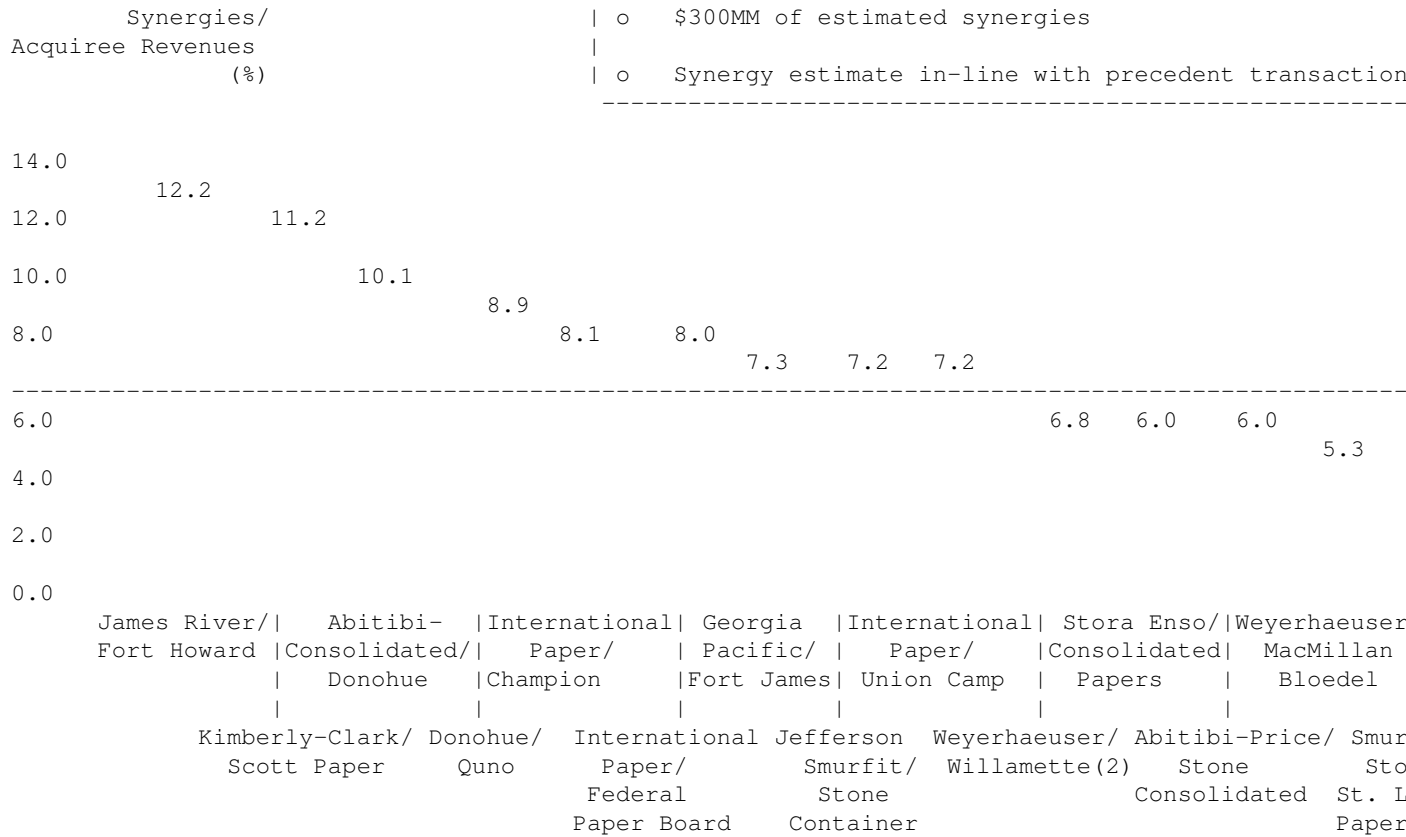 Synergies/ | o $300MM of estimated synergies
Acquiree Revenues |
(%) | o Synergy estimate in-line with precedent transaction
14.0
12.2
12.0 11.2
10.0 10.1
8.9
8.0 8.1 8.0
7.3 7.2 7.2
6.0 6.8 6.0 6.0
5.3
4.0
2.0
0.0
James River/| Abitibi- |International| Georgia |International| Stora Enso/|Weyerhaeuser
Fort Howard |Consolidated/| Paper/ | Pacific/ | Paper/ |Consolidated| MacMillan
| Donohue |Champion |Fort James| Union Camp | Papers | Bloedel
| | | | | |
Kimberly-Clark/ Donohue/ International Jefferson Weyerhaeuser/ Abitibi-Price/ Smur
Scott Paper Quno Paper/ Smurfit/ Willamette(2) Stone Sto
Federal Stone Consolidated St. L
Paper Board Container Paper